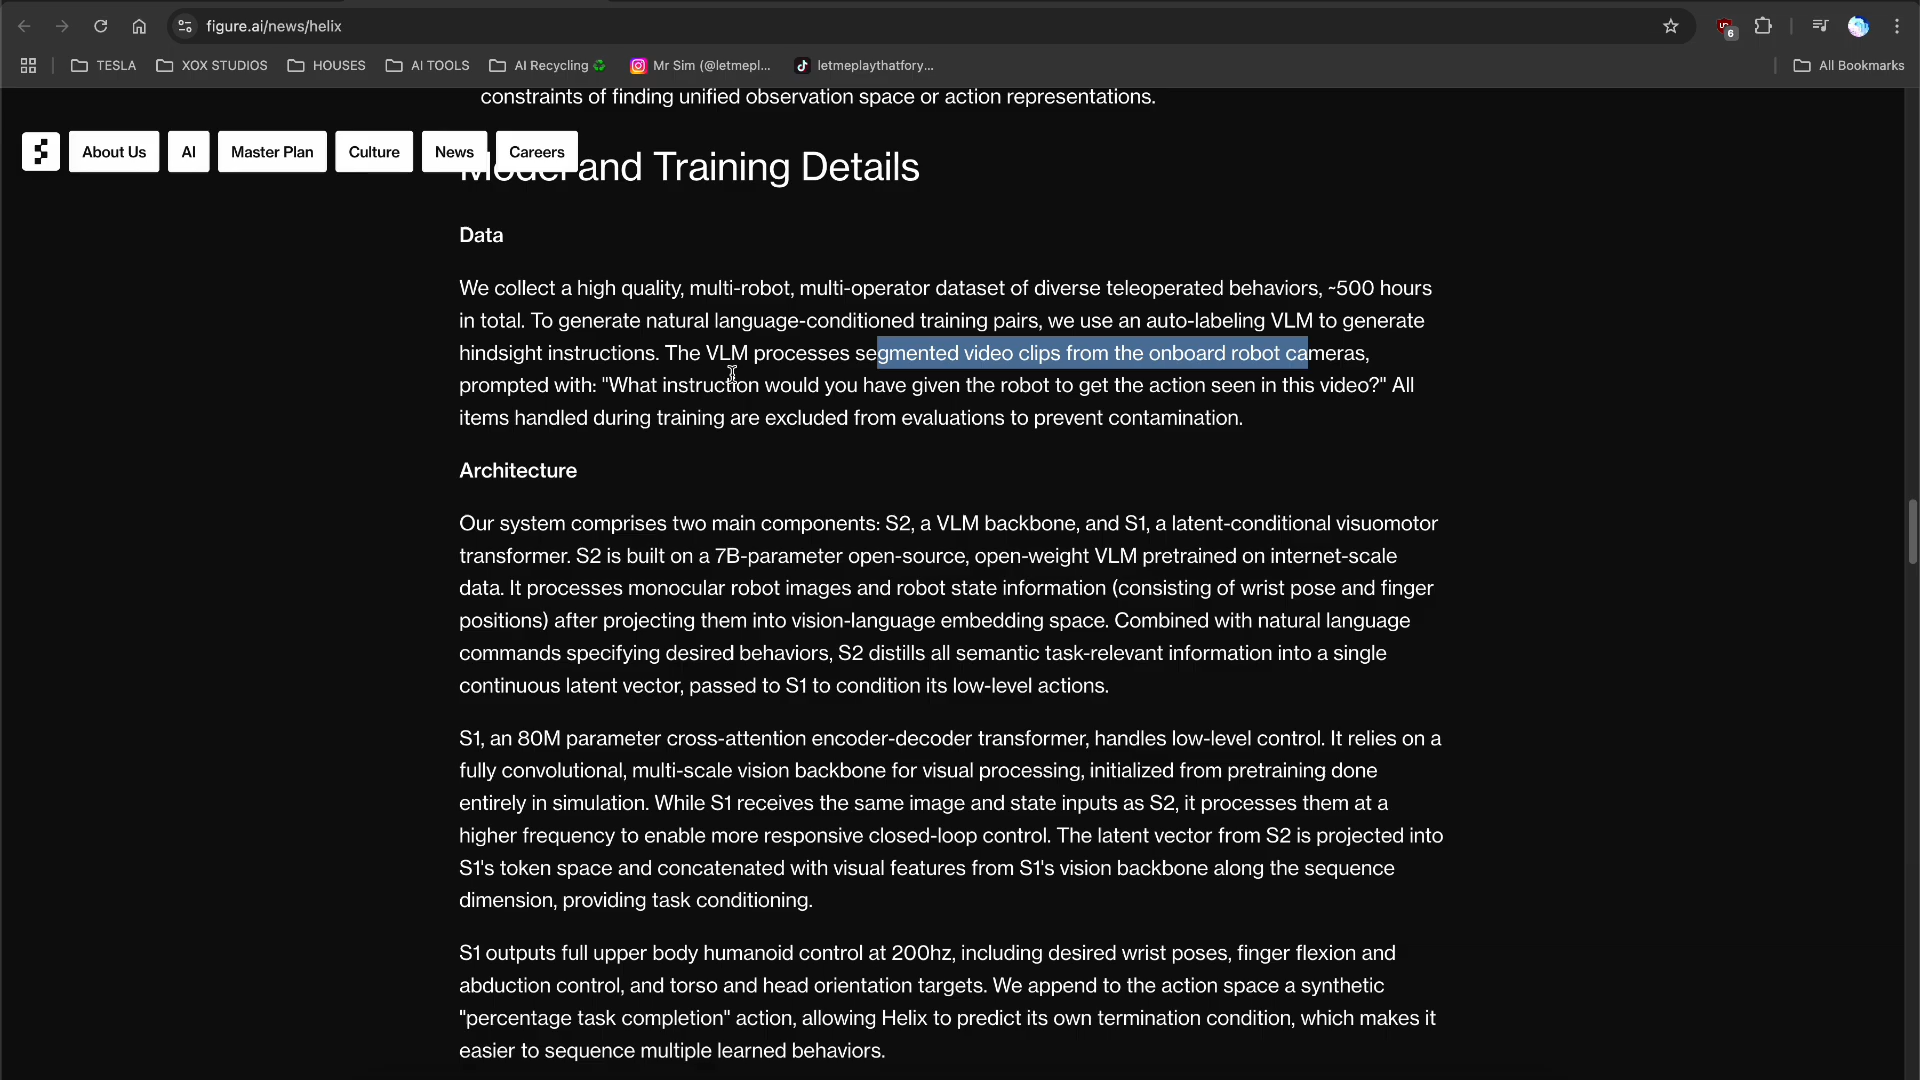 figure.ai/news/helix
6
TESLA
XOX STUDIOS
HOUSES
AI TOOLS
AI Recycling
Mr Sim (@letmepl...
letmeplaythatfory...
All Bookmarks
constraints of finding unified observation space or action representations.
About Us
AI
Master Plan
Culture
News
Careers
Model and Training Details
Data
We collect a high quality, multi-robot, multi-operator dataset of diverse teleoperated behaviors, ~500 hours
in total. To generate natural language-conditioned training pairs, we use an auto-labeling VLM to generate
hindsight instructions. The VLM processes segmented video clips from the onboard robot cameras,
prompted with: "What instruction would you have given the robot to get the action seen in this video?" All
items handled during training are excluded from evaluations to prevent contamination.
Architecture
Our system comprises two main components: S2, a VLM backbone, and S1, a latent-conditional visuomotor
transformer. S2 is built on a 7B-parameter open-source, open-weight VLM pretrained on internet-scale
data. It processes monocular robot images and robot state information (consisting of wrist pose and finger
positions) after projecting them into vision-language embedding space. Combined with natural language
commands specifying desired behaviors, S2 distills all semantic task-relevant information into a single
continuous latent vector, passed to S1 to condition its low-level actions.
S1, an 80M parameter cross-attention encoder-decoder transformer, handles low-level control. It relies on a
fully convolutional, multi-scale vision backbone for visual processing, initialized from pretraining done
entirely in simulation. While S1 receives the same image and state inputs as S2, it processes them at a
higher frequency to enable more responsive closed-loop control. The latent vector from S2 is projected into
S1's token space and concatenated with visual features from S1's vision backbone along the sequence
dimension, providing task conditioning.
S1 outputs full upper body humanoid control at 200hz, including desired wrist poses, finger flexion and
abduction control, and torso and head orientation targets. We append to the action space a synthetic
"percentage task completion" action, allowing Helix to predict its own termination condition, which makes it
easier to sequence multiple learned behaviors.